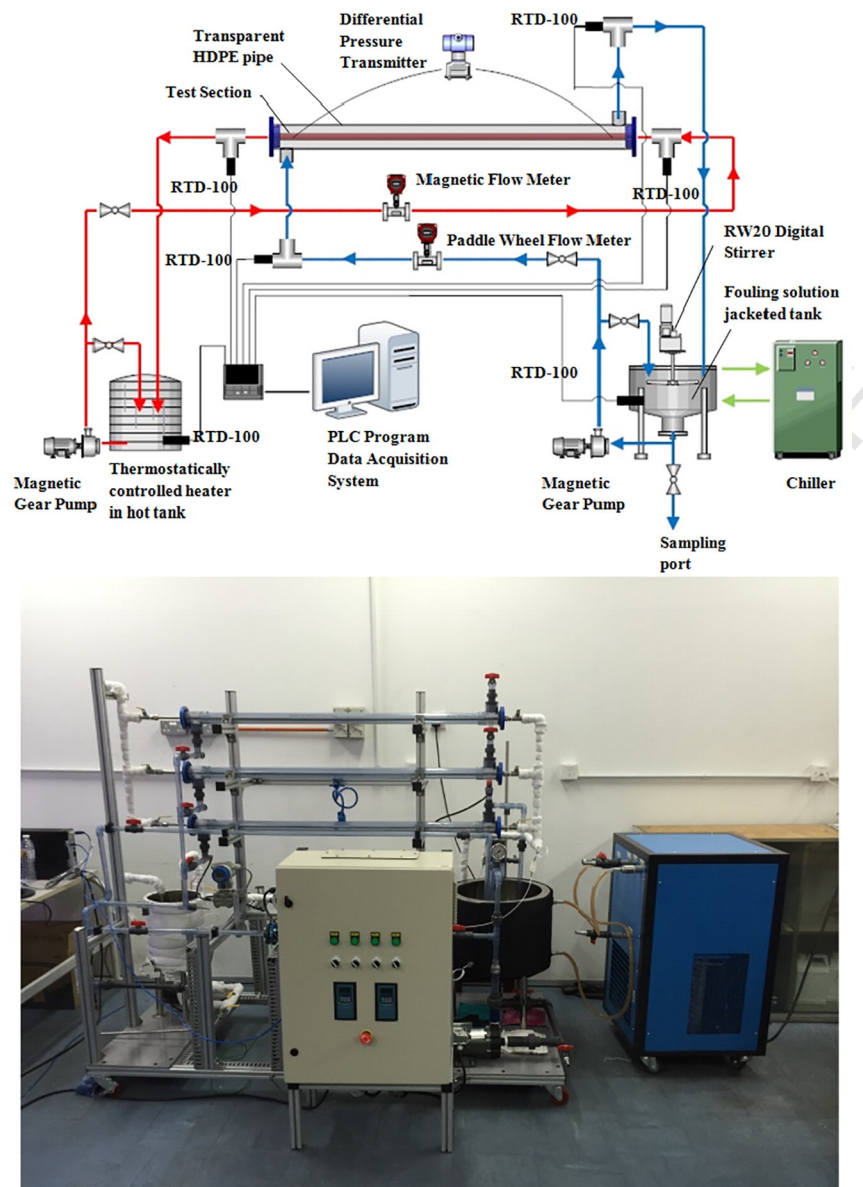 RTD-100
Differential
Pressure
Transmitter
Transparent
HDPE pipe
Test Section
RTD-100
Magnetic Flow Meter
RTD-100
RTD-100
Paddle Wheel Flow Meter
RW20 Digital
Stirrer
Fouling solution
jacketed tank
RTD-100
RTD-100
Magnetic
Gear Pump
Thermostatically
controlled heater
in hot tank
PLC Program
Data Acquisition
System
Magnetic
Gear Pump
Chiller
Sampling
port